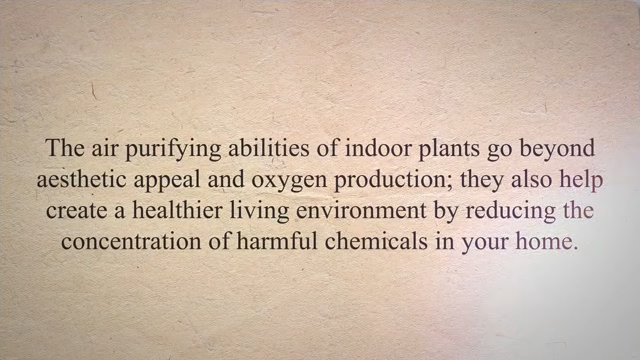 The air purifying abilities of indoor plants go beyond
aesthetic appeal and oxygen production; they also help
create a healthier living environment by reducing the
concentration of harmful chemicals in your home.